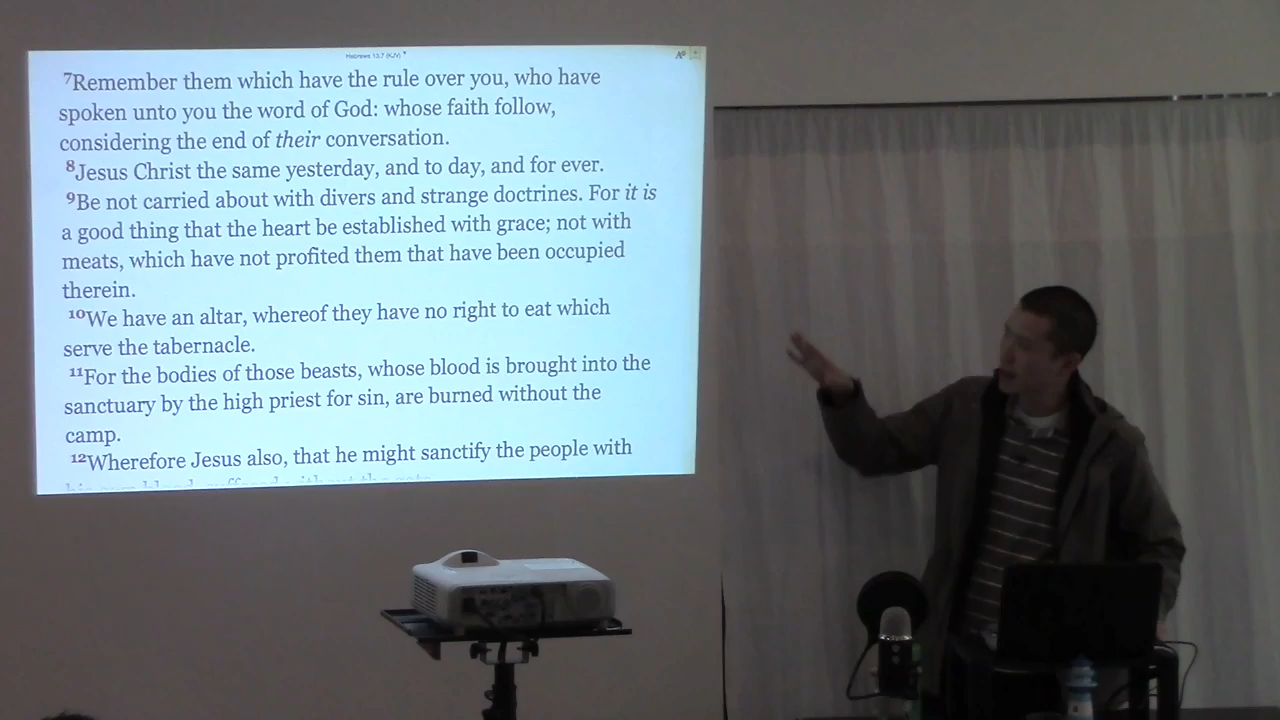 Hebrews 13:7 (KJV)
7Remember them which have the rule over you, who have
spoken unto you the word of God: whose faith follow,
considering the end of their conversation.
8Jesus Christ the same yesterday, and to day, and for ever.
9Be not carried about with divers and strange doctrines. For it is
a good thing that the heart be established with grace; not with
meats, which have not profited them that have been occupied
therein.
10We have an altar, whereof they have no right to eat which
serve the tabernacle.
11For the bodies of those beasts, whose blood is brought into the
sanctuary by the high priest for sin, are burned without the
camp.
12Wherefore Jesus also, that he might sanctify the people with